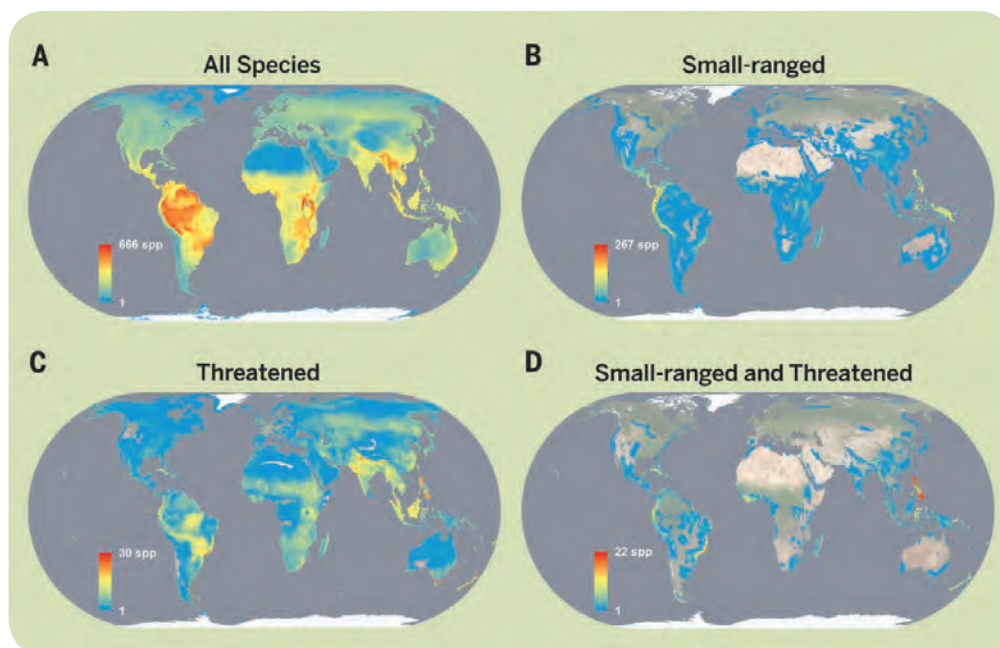 A
All Species
666 spp
1
B
Small-ranged
267 spp
1
C
Threatened
30 spp
1
D
Small-ranged and Threatened
22 spp
1